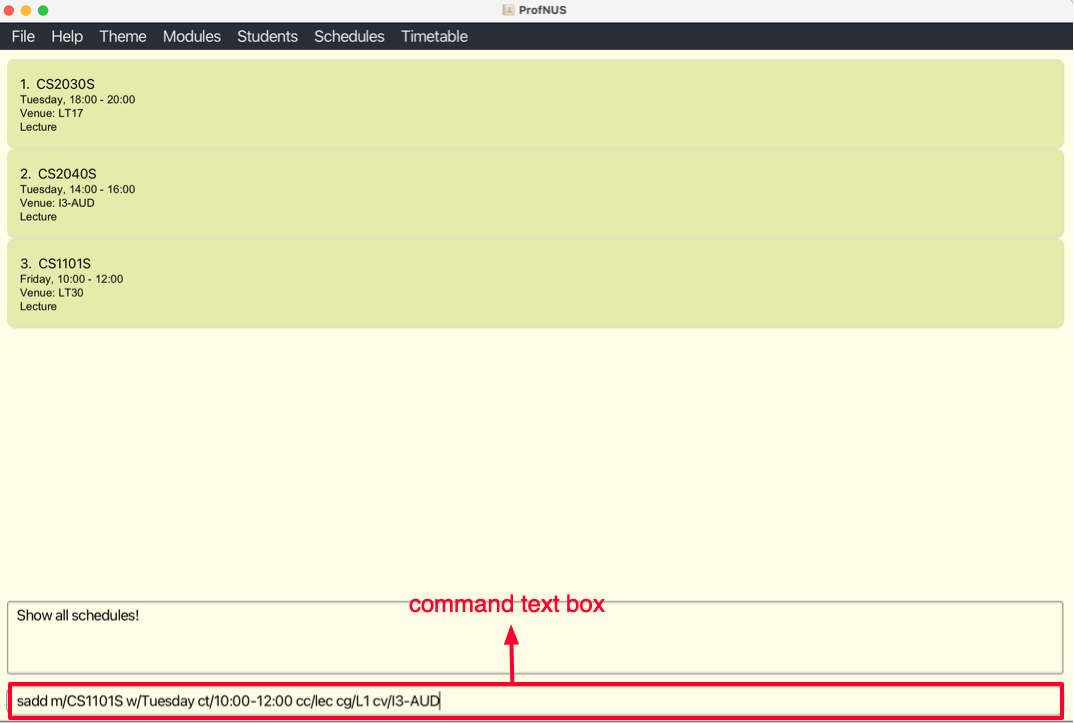 ProfNUS
File Help Theme Modules Students Schedules Timetable
1. CS2030S
Tuesday, 18:00 - 20:00
Venue: LT17
Lecture
2. CS2040S
Tuesday, 14:00 - 16:00
Venue: I3-AUD
Lecture
3. CS1101S
Friday, 10:00 - 12:00
Venue: LT30
Lecture
command text box
Show all schedules!
sadd m/CS1101S w/Tuesday ct/10:00-12:00 cc/lec cg/L1 cv/I3-AUD